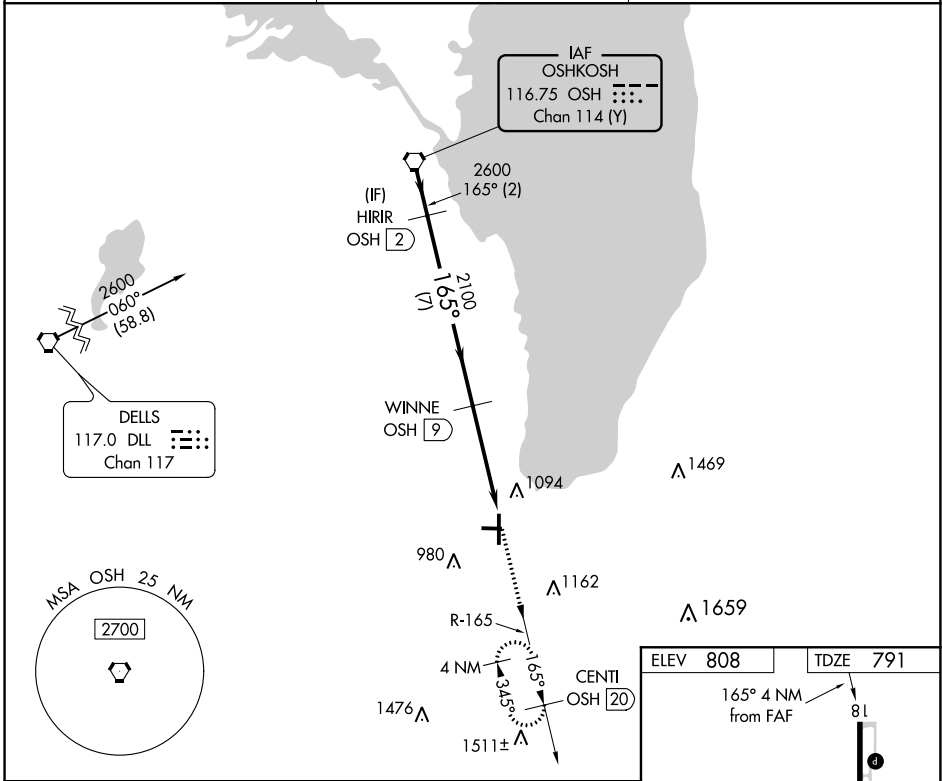 IAF
OSHKOSH
116.75 OSH
Chan 114 (Y)
2600
165° (2)
(IF)
HIRIR
OSH 2
2100
165°
(7)
2600
060°
(58.8)
DELLS
117.0 DLL
Chan 117
WINNE
OSH 9
1469
1094
980
1162
1659
MSA OSH 25 NM
2700
R-165
4 NM
165°
345°
CENTI
OSH 20
1476
1511±
ELEV 808
TDZE 791
165° 4 NM
from FAF
18
P